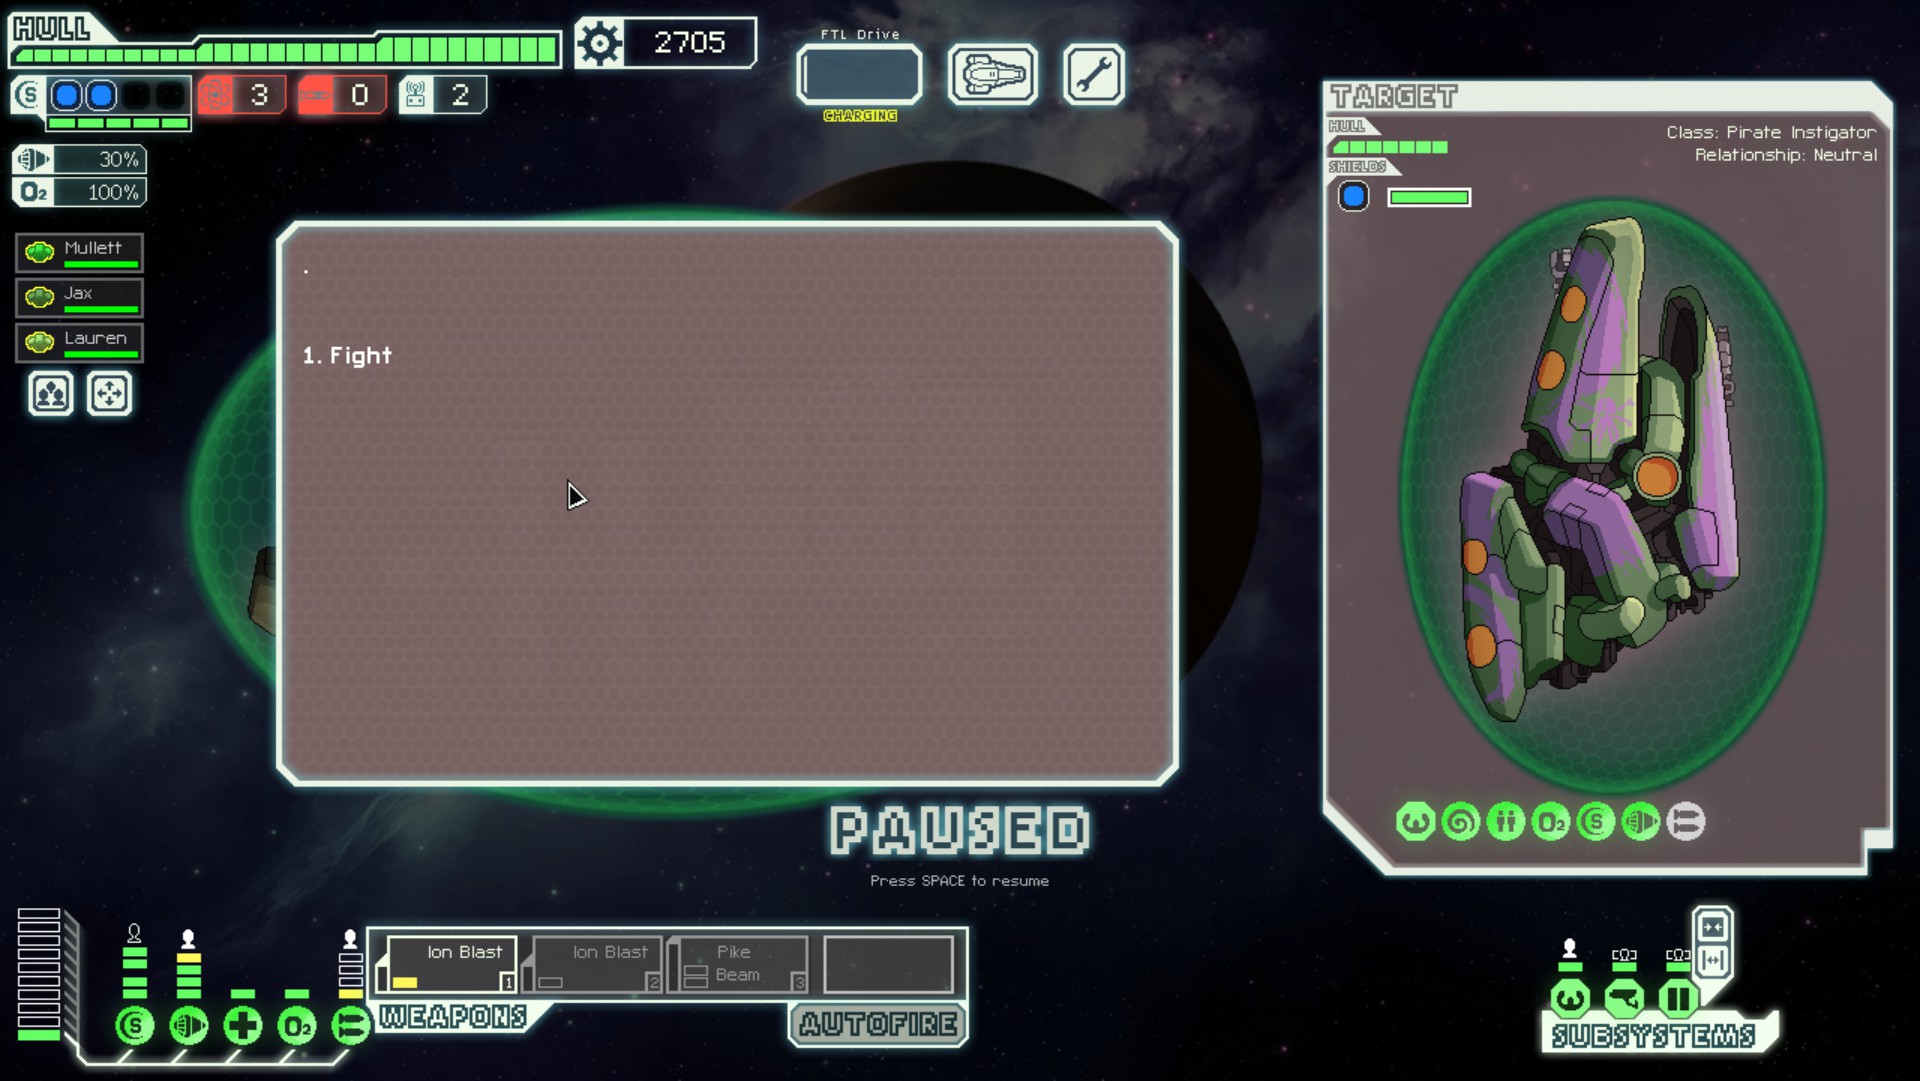 HULL
2705
FTL Drive
CHARGING
3
0
2
30%
O2
100%
Mullett
Jax
Lauren
TARGET
HULL
Class: Pirate Instigator
Relationship: Neutral
SHIELDS
.
1. Fight
PAUSED
Press SPACE to resume
O2
S
Ion Blast
1
Ion Blast
2
Pike
Beam
3
WEAPONS
AUTOFIRE
S
O2
SUBSYSTEMS